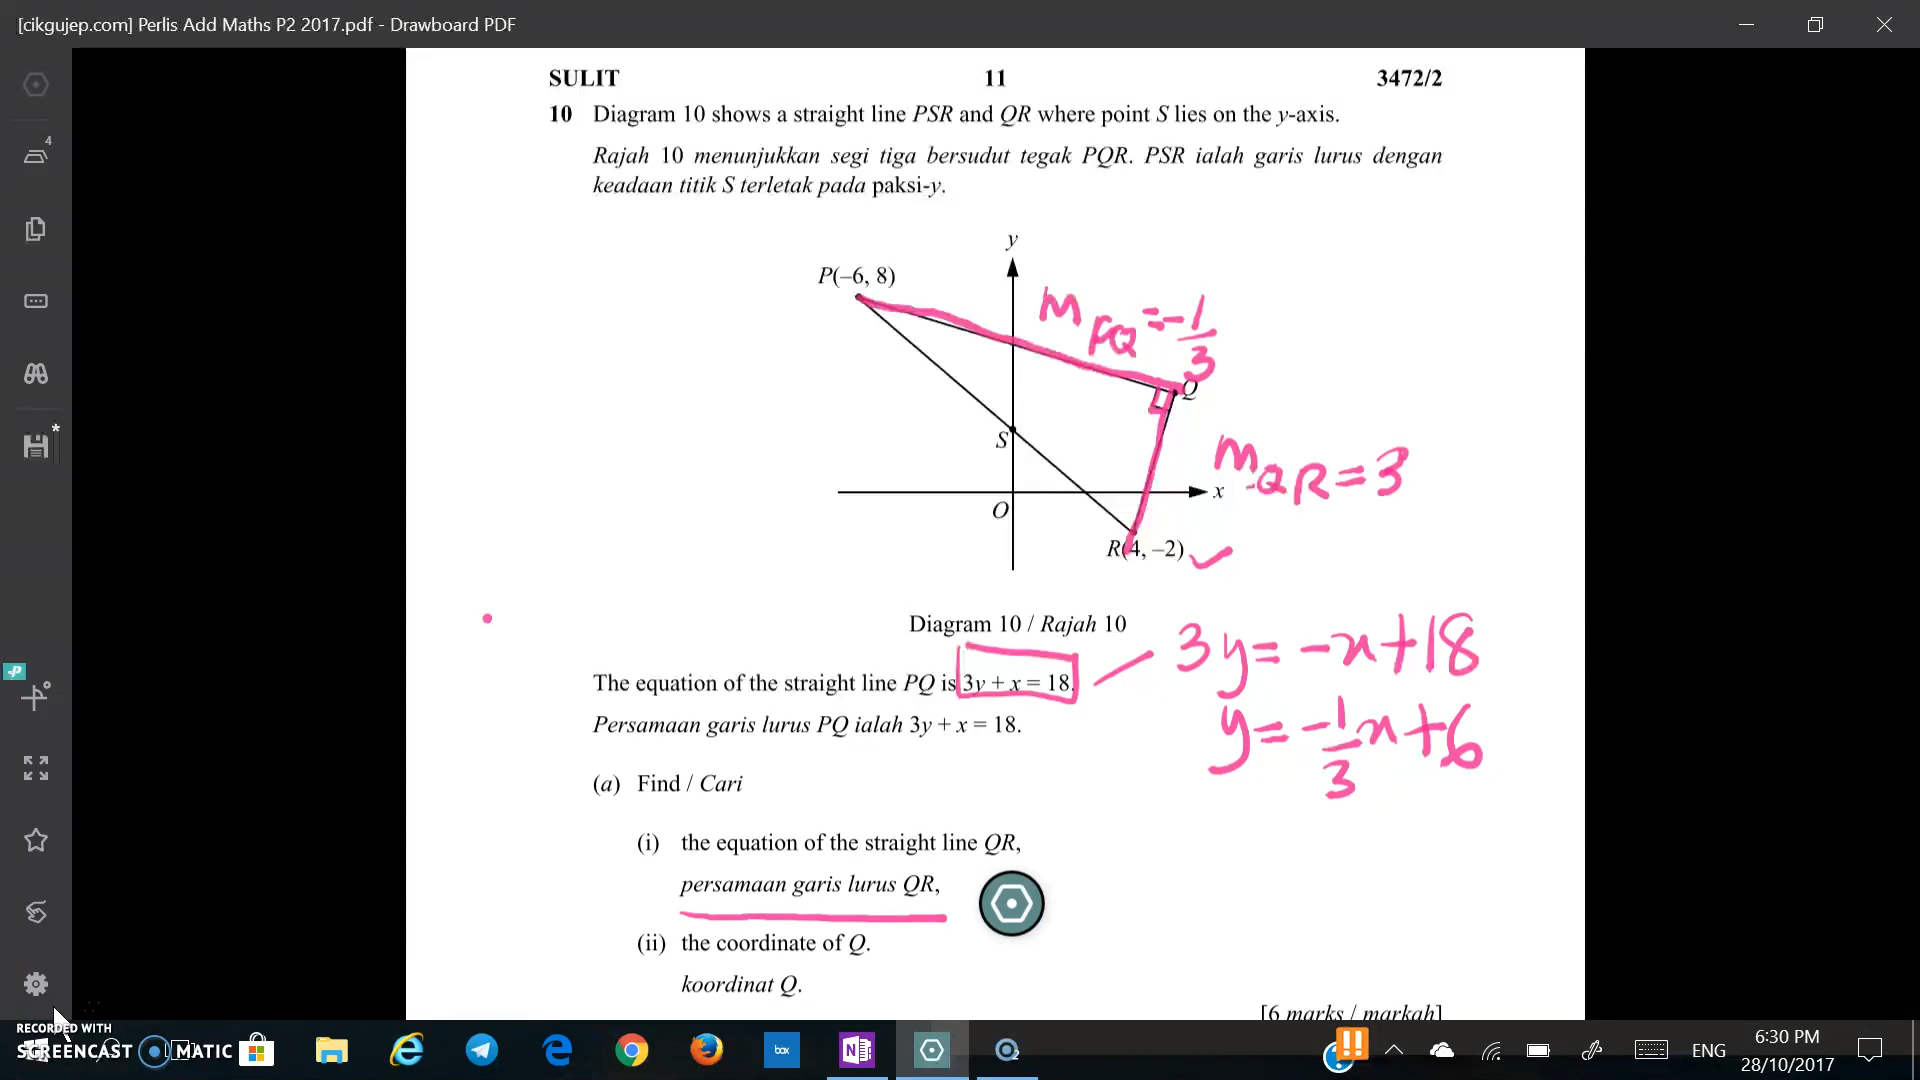 [cikgujep.com] Perlis Add Maths P2 2017.pdf - Drawboard PDF
SULIT 11 3472/2
10 Diagram 10 shows a straight line PSR and QR where point S lies on the y-axis.
Rajah 10 menunjukkan segi tiga bersudut tegak PQR. PSR ialah garis lurus dengan
keadaan titik S terletak pada paksi-y.
y
P(–6, 8)
m PQ = -1/3
Q
S
m QR = 3
x
O
R(4, –2)
Diagram 10 / Rajah 10
3y = -x + 18
The equation of the straight line PQ is 3y + x = 18.
y = -1/3 x + 6
Persamaan garis lurus PQ ialah 3y + x = 18.
(a) Find / Cari
(i) the equation of the straight line QR,
persamaan garis lurus QR,
(ii) the coordinate of Q.
koordinat Q.
[6 marks / markah]
4
*
P
RECORDED WITH
SCREENCAST MATIC
box
N
2
!!
ENG
6:30 PM
28/10/2017